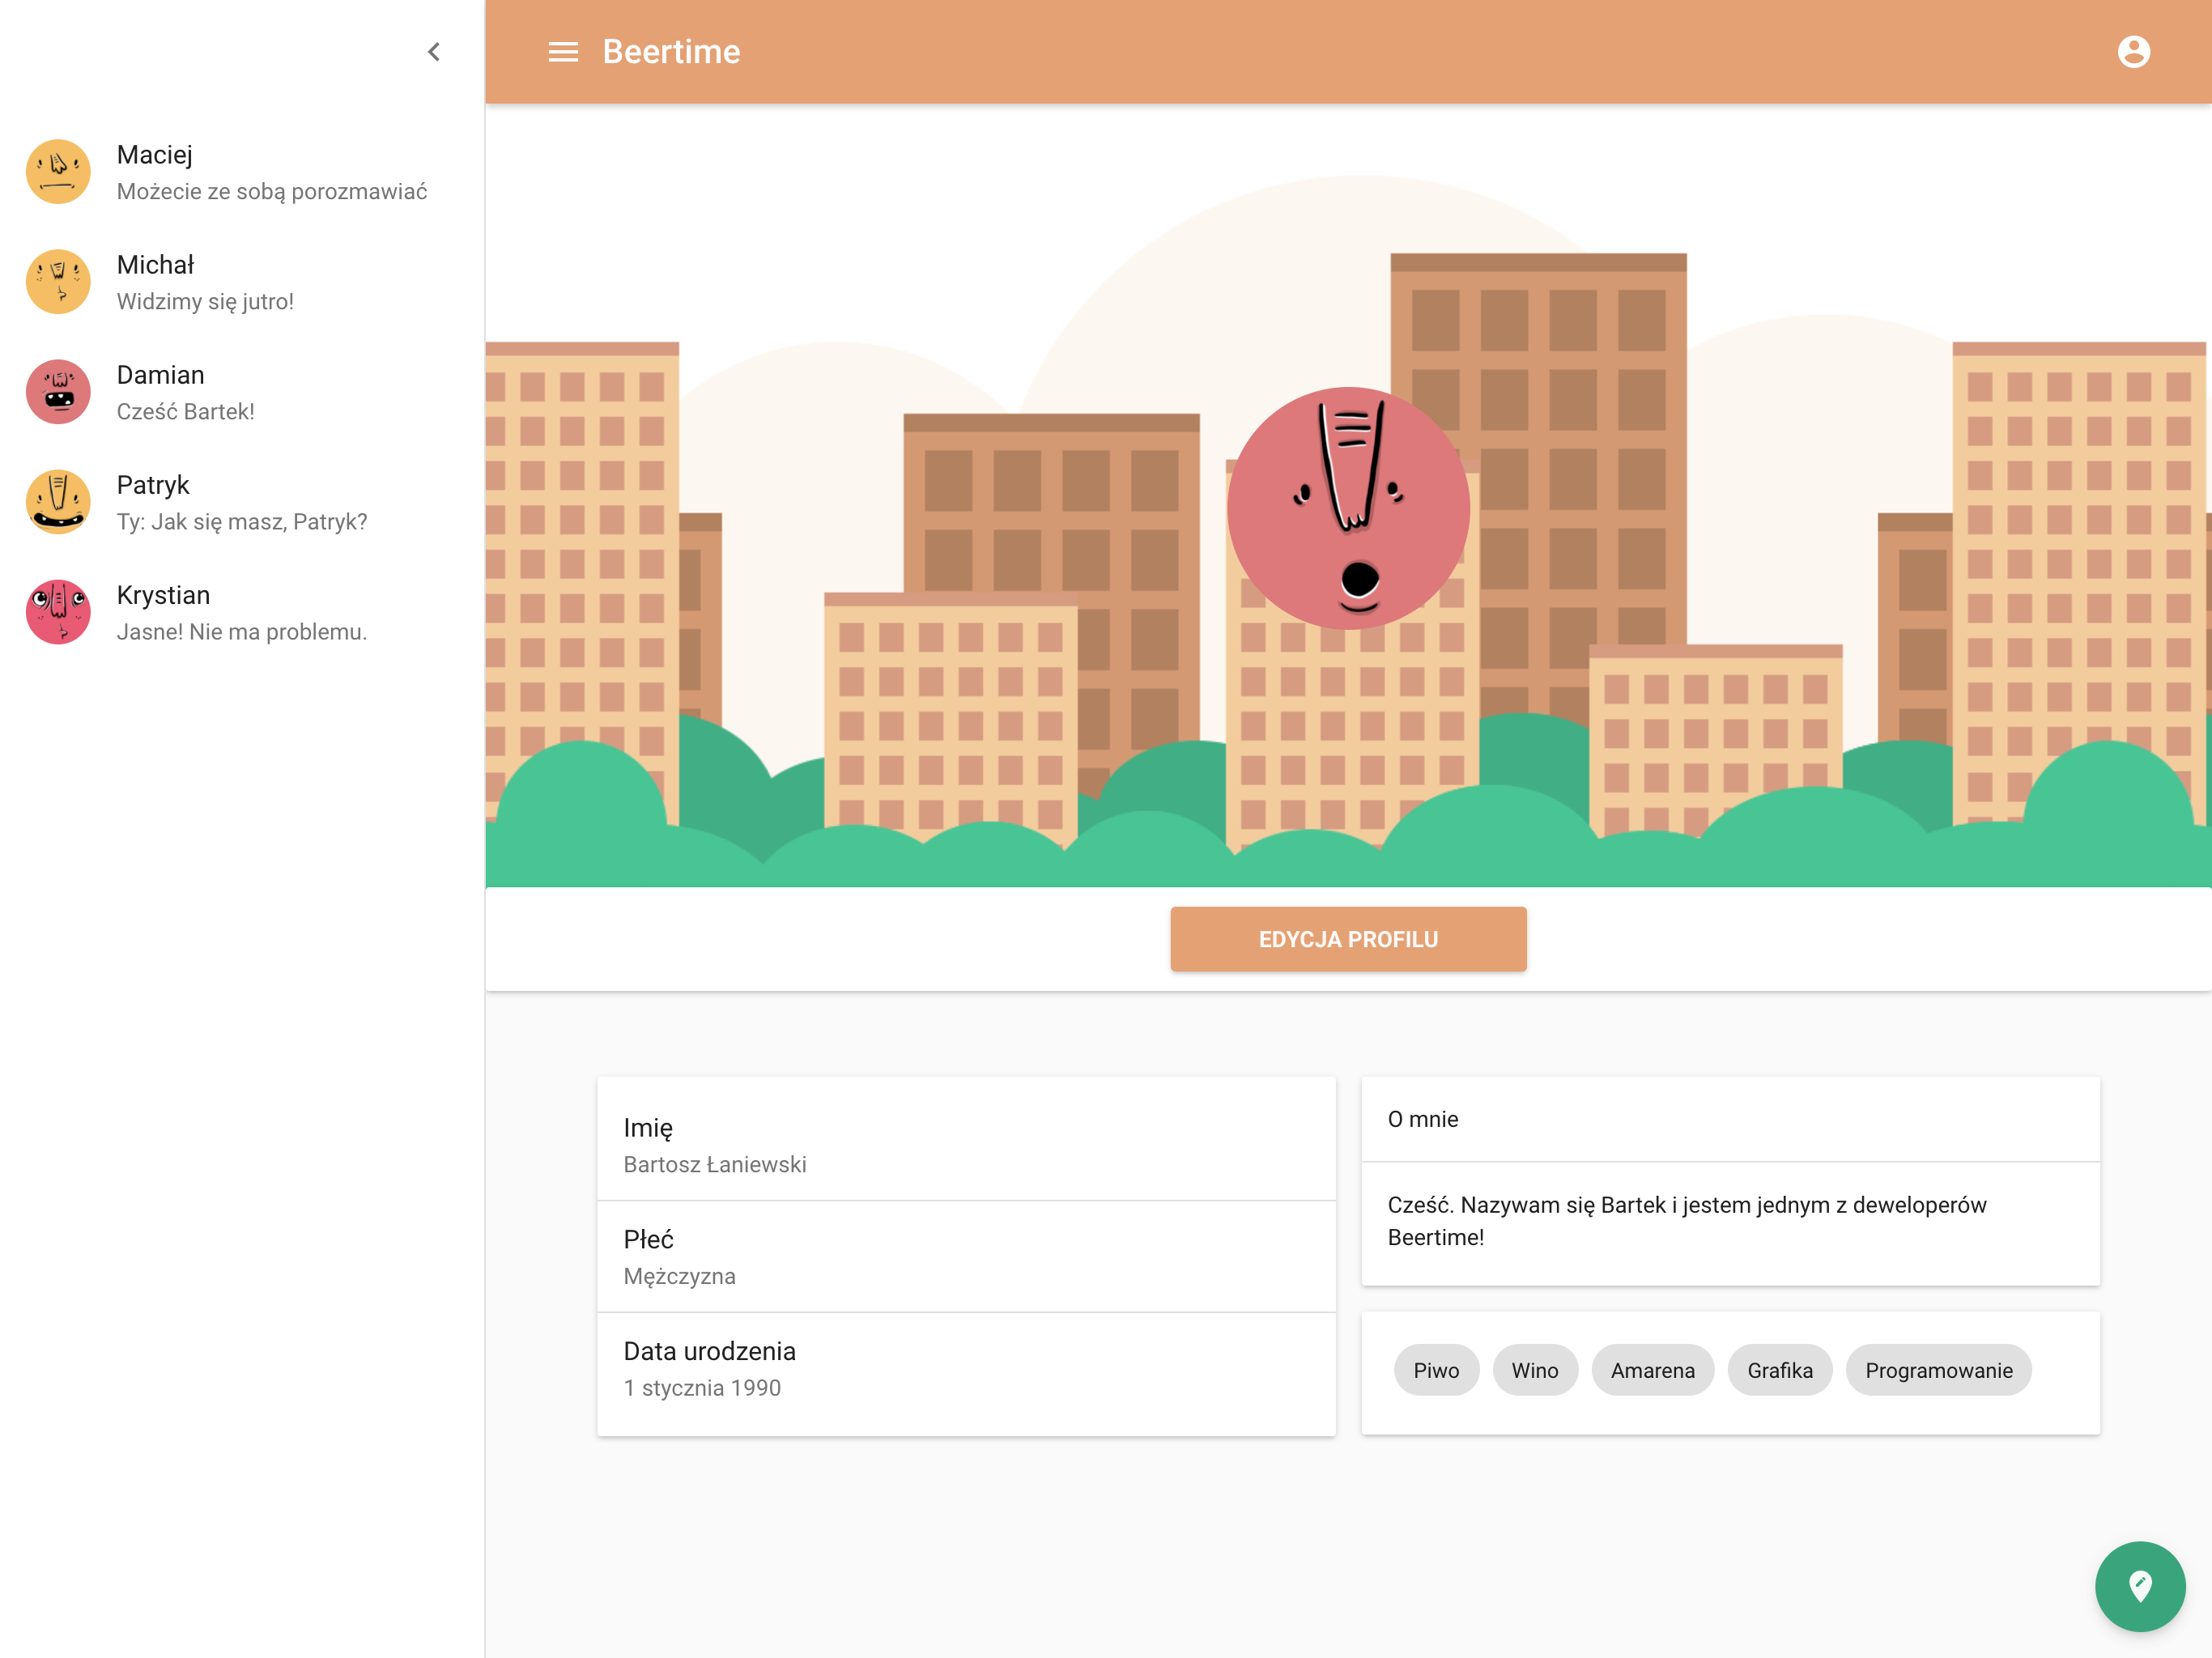 Beertime
Maciej
Możecie ze sobą porozmawiać
Michał
Widzimy się jutro!
Damian
Cześć Bartek!
Patryk
Ty: Jak się masz, Patryk?
Krystian
Jasne! Nie ma problemu.
EDYCJA PROFILU
Imię
Bartosz Łaniewski
Płeć
Mężczyzna
Data urodzenia
1 stycznia 1990
O mnie
Cześć. Nazywam się Bartek i jestem jednym z deweloperów
Beertime!
Piwo
Wino
Amarena
Grafika
Programowanie